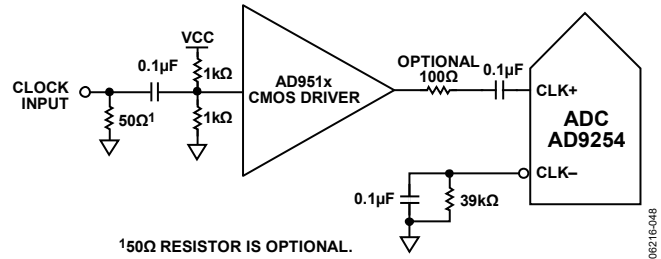 VCC
0.1µF
1kΩ
CLOCK
INPUT
50Ω1
1kΩ
AD951x
CMOS DRIVER
OPTIONAL
100Ω
0.1µF
CLK+
ADC
AD9254
CLK–
0.1µF
39kΩ
150Ω RESISTOR IS OPTIONAL.
06216-048